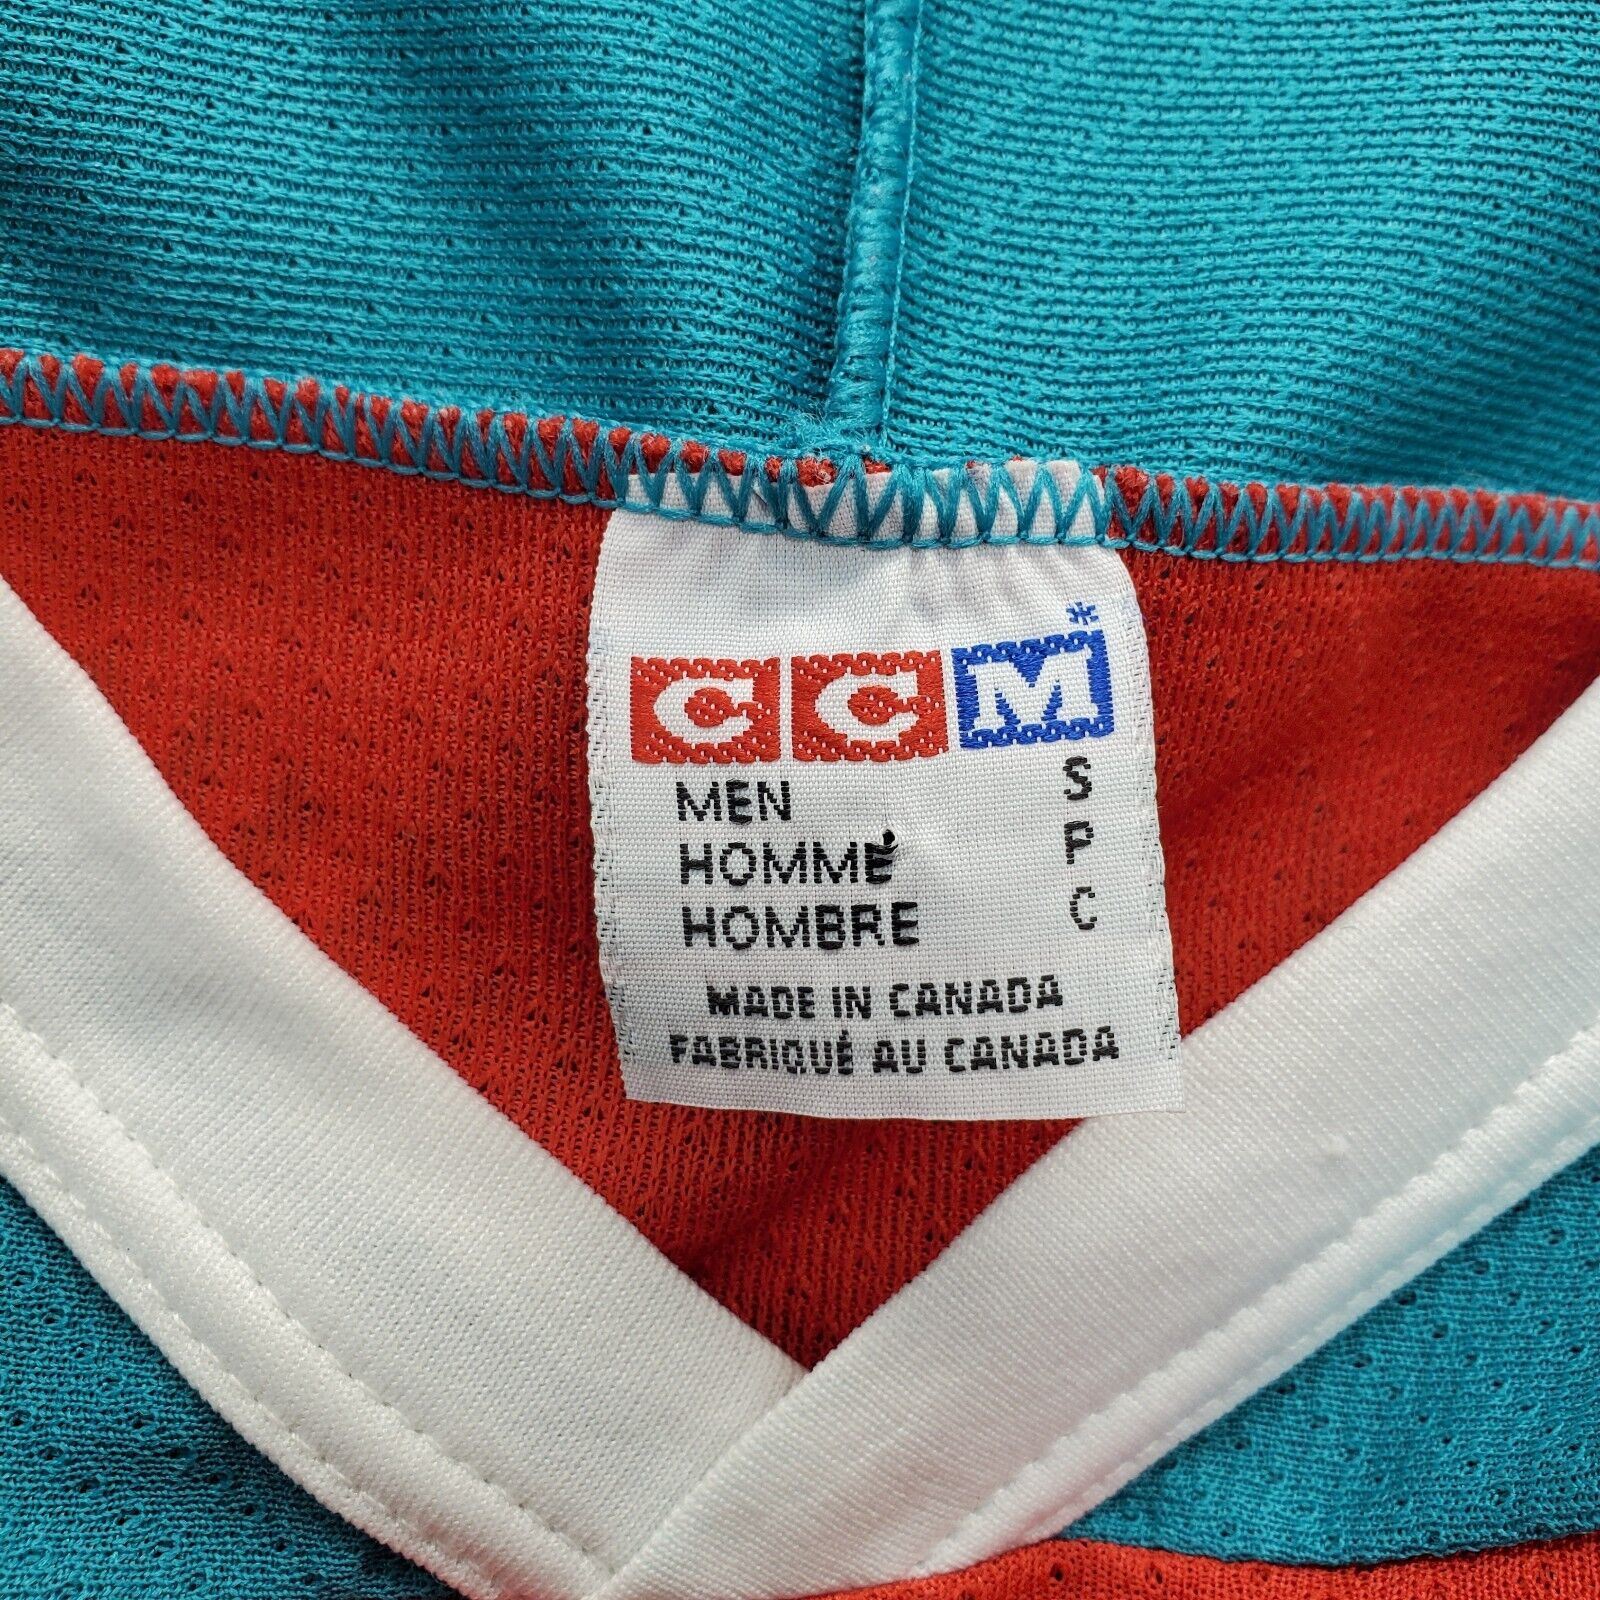 CCM*
MEN S
HOMME P
HOMBRE C
MADE IN CANADA
FABRIQUÉ AU CANADA